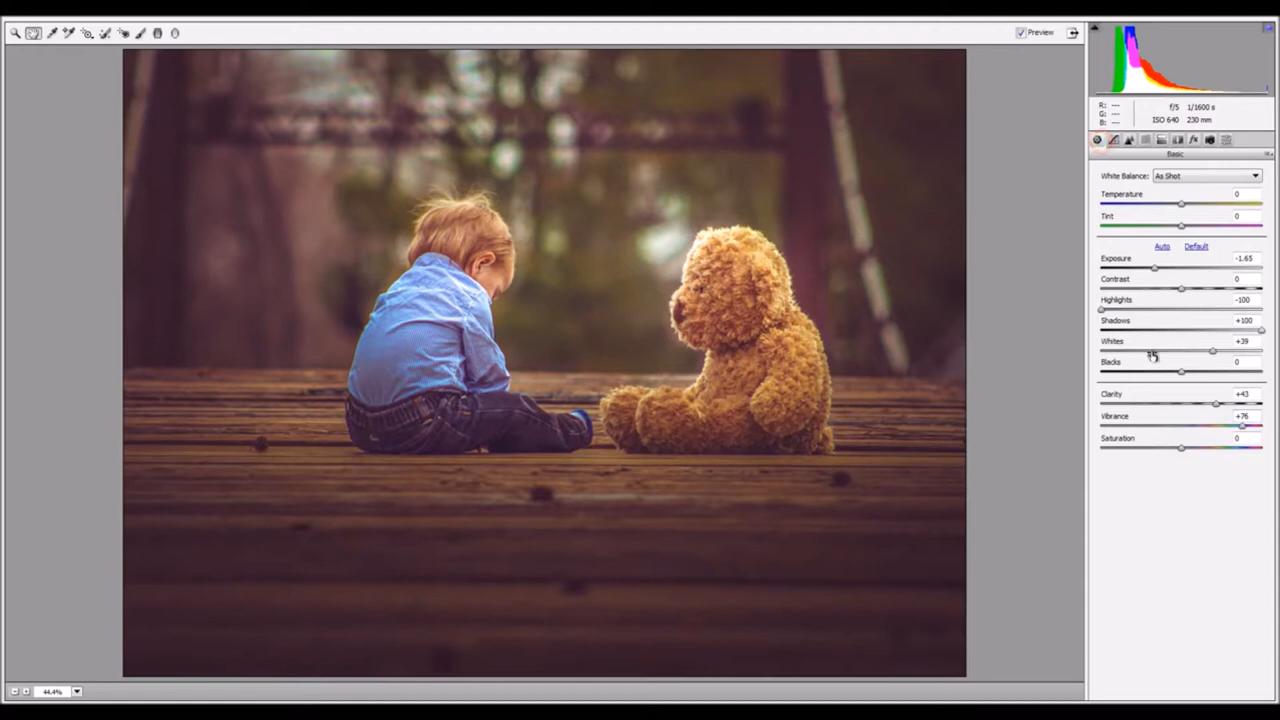 Preview
R: ---
G: ---
B: ---
f/5 1/1600 s
ISO 640 230 mm
fx
Basic
White Balance: As Shot
Temperature 0
Tint 0
Auto Default
Exposure -1.65
Contrast 0
Highlights -100
Shadows +100
Whites +39
Blacks 0
Clarity +43
Vibrance +76
Saturation 0
44.4%